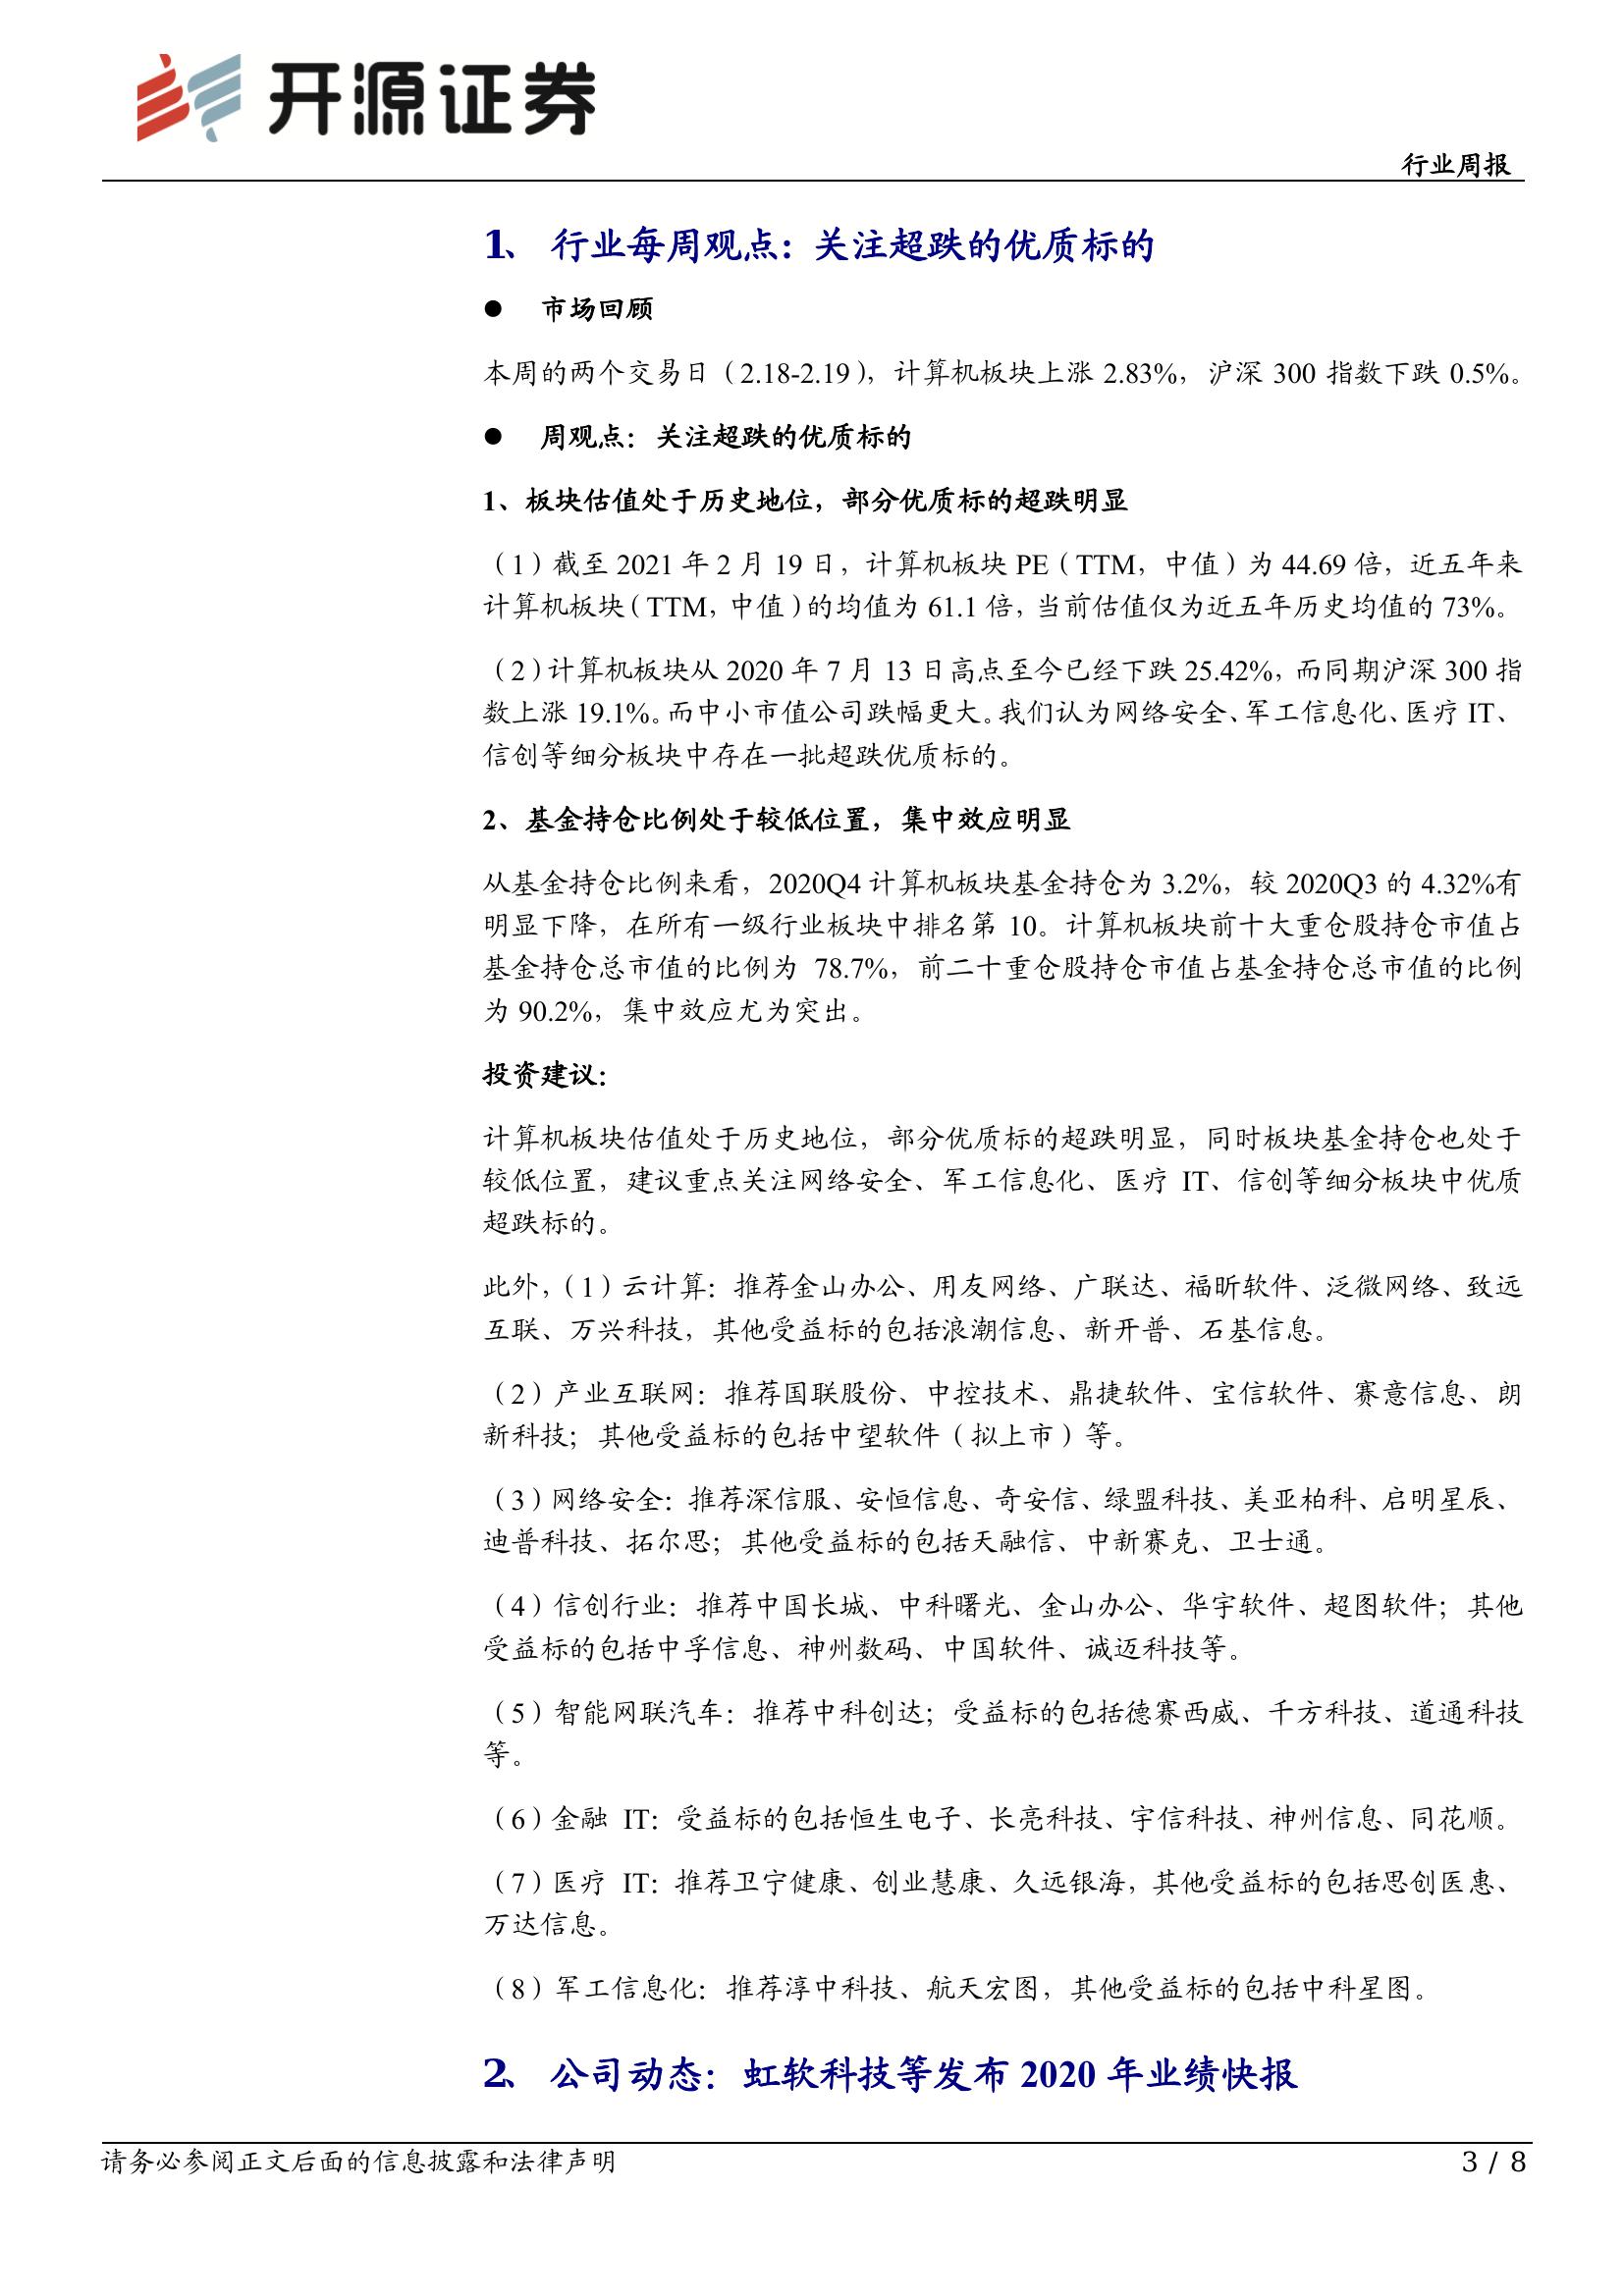 开源证券
行业周报
1、 行业每周观点：关注超跌的优质标的
● 市场回顾
本周的两个交易日（2.18-2.19），计算机板块上涨 2.83%，沪深 300 指数下跌 0.5%。
● 周观点：关注超跌的优质标的
1、板块估值处于历史地位，部分优质标的超跌明显
（1）截至 2021 年 2 月 19 日，计算机板块 PE（TTM，中值）为 44.69 倍，近五年来
计算机板块（TTM，中值）的均值为 61.1 倍，当前估值仅为近五年历史均值的 73%。
（2）计算机板块从 2020 年 7 月 13 日高点至今已经下跌 25.42%，而同期沪深 300 指
数上涨 19.1%。而中小市值公司跌幅更大。我们认为网络安全、军工信息化、医疗 IT、
信创等细分板块中存在一批超跌优质标的。
2、基金持仓比例处于较低位置，集中效应明显
从基金持仓比例来看，2020Q4 计算机板块基金持仓为 3.2%，较 2020Q3 的 4.32%有
明显下降，在所有一级行业板块中排名第 10。计算机板块前十大重仓股持仓市值占
基金持仓总市值的比例为 78.7%，前二十重仓股持仓市值占基金持仓总市值的比例
为 90.2%，集中效应尤为突出。
投资建议：
计算机板块估值处于历史地位，部分优质标的超跌明显，同时板块基金持仓也处于
较低位置，建议重点关注网络安全、军工信息化、医疗 IT、信创等细分板块中优质
超跌标的。
此外，（1）云计算：推荐金山办公、用友网络、广联达、福昕软件、泛微网络、致远
互联、万兴科技，其他受益标的包括浪潮信息、新开普、石基信息。
（2）产业互联网：推荐国联股份、中控技术、鼎捷软件、宝信软件、赛意信息、朗
新科技；其他受益标的包括中望软件（拟上市）等。
（3）网络安全：推荐深信服、安恒信息、奇安信、绿盟科技、美亚柏科、启明星辰、
迪普科技、拓尔思；其他受益标的包括天融信、中新赛克、卫士通。
（4）信创行业：推荐中国长城、中科曙光、金山办公、华宇软件、超图软件；其他
受益标的包括中孚信息、神州数码、中国软件、诚迈科技等。
（5）智能网联汽车：推荐中科创达；受益标的包括德赛西威、千方科技、道通科技
等。
（6）金融 IT：受益标的包括恒生电子、长亮科技、宇信科技、神州信息、同花顺。
（7）医疗 IT：推荐卫宁健康、创业慧康、久远银海，其他受益标的包括思创医惠、
万达信息。
（8）军工信息化：推荐淳中科技、航天宏图，其他受益标的包括中科星图。
2、 公司动态：虹软科技等发布 2020 年业绩快报
请务必参阅正文后面的信息披露和法律声明
3 / 8